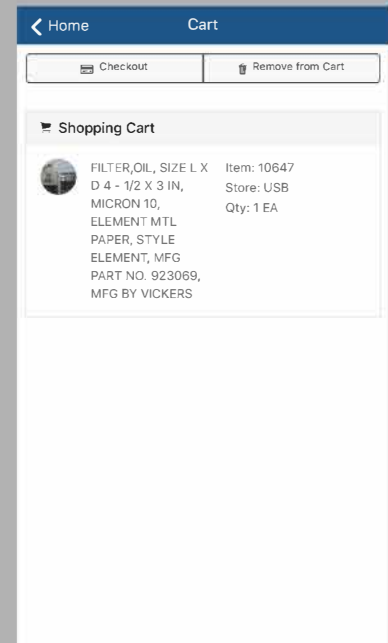 Home
Cart
Checkout
Remove from Cart
Shopping Cart
FILTER,OIL, SIZE L X
D 4 - 1/2 X 3 IN,
MICRON 10,
ELEMENT MTL
PAPER, STYLE
ELEMENT, MFG
PART NO. 923069,
MFG BY VICKERS
Item: 10647
Store: USB
Qty: 1 EA